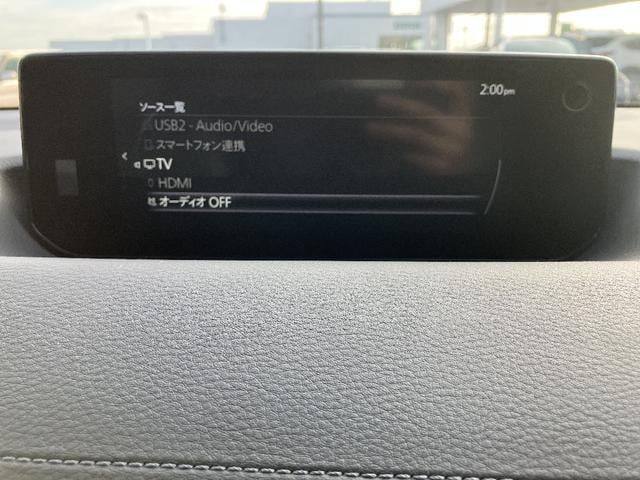 2:00pm
ソース一覧
USB2 - Audio/Video
スマートフォン連携
TV
HDMI
オーディオ OFF